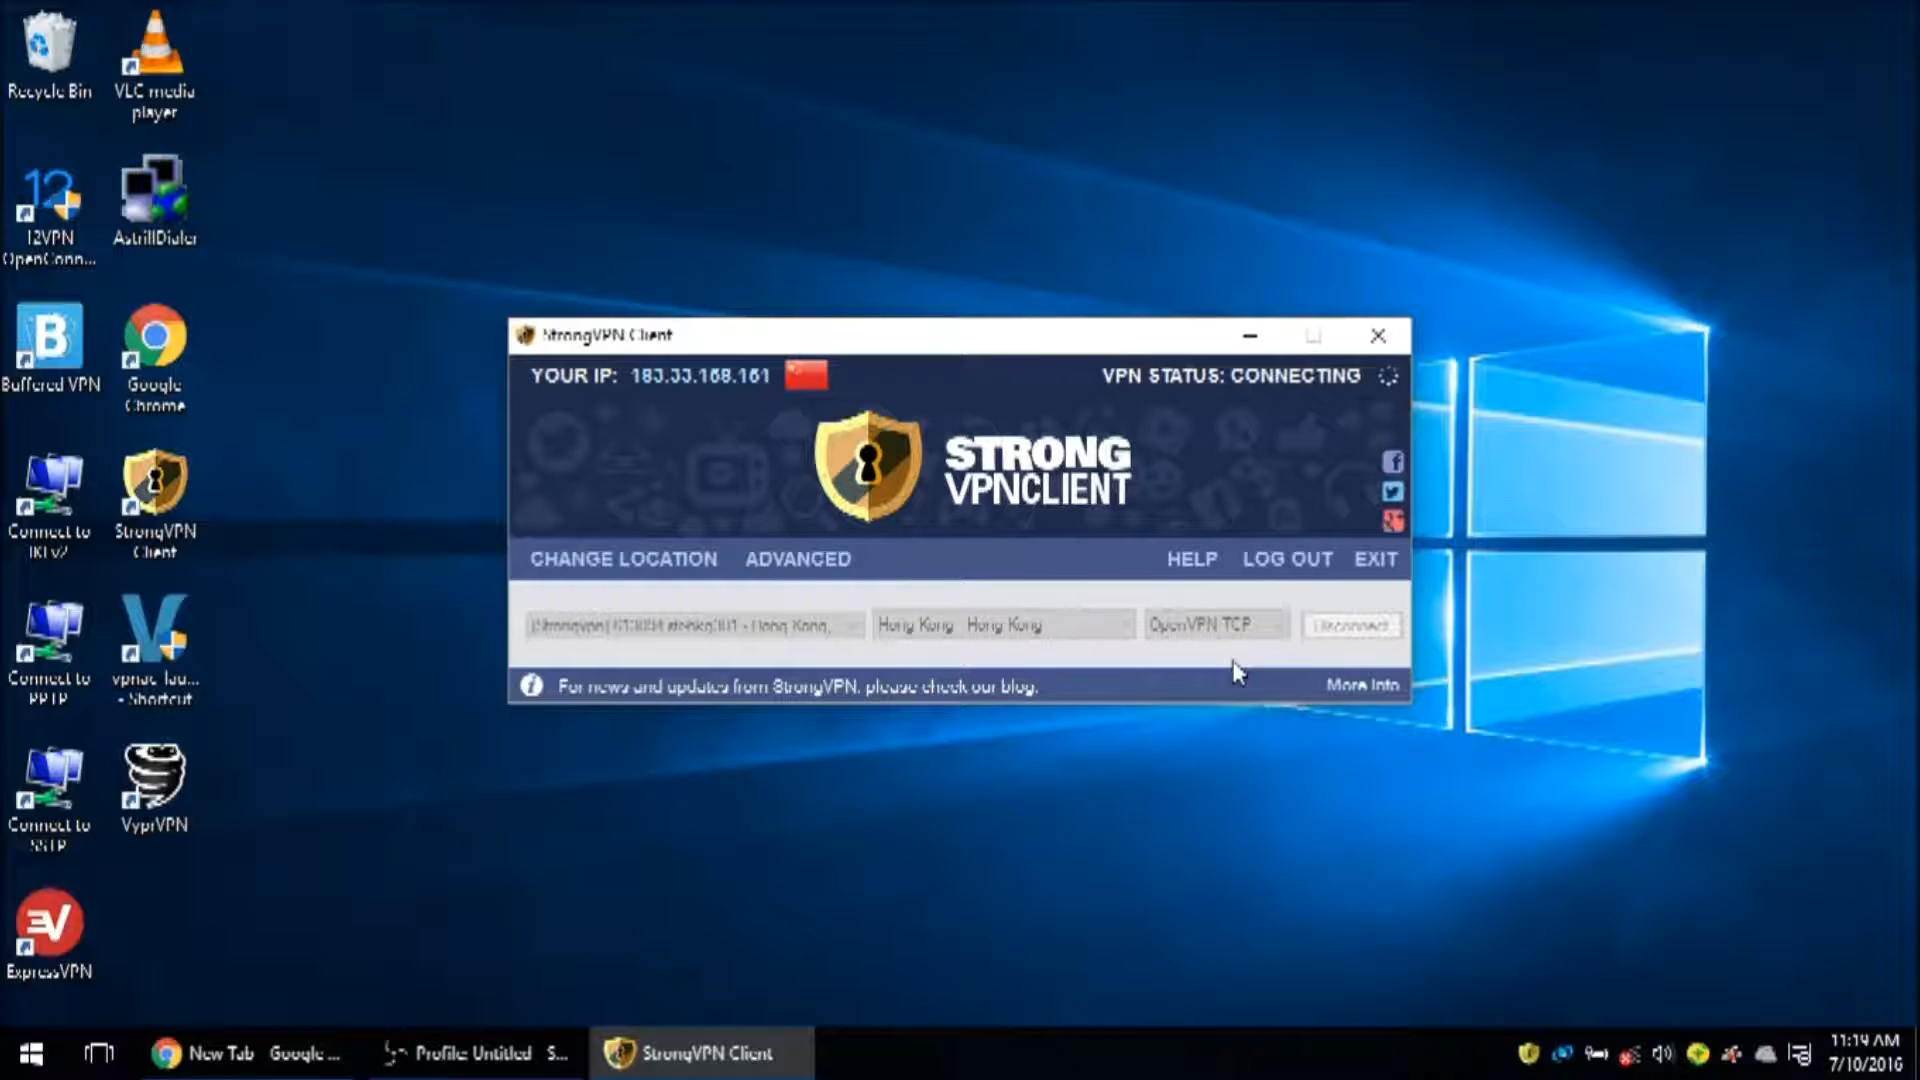 Recycle Bin
VLC media
player
12VPN
OpenConn...
AstrillDialer
Buffered VPN
Google
Chrome
Connect to
IKEv2
StrongVPN
Client
Connect to
PPTP
vpnac_lau...
- Shortcut
Connect to
SSTP
VyprVPN
ExpressVPN
StrongVPN Client
YOUR IP: 183.33.168.161
VPN STATUS: CONNECTING
STRONG
VPNCLIENT
CHANGE LOCATION ADVANCED HELP LOG OUT EXIT
Hong Kong,
Hong Kong Hong Kong
OpenVPN TCP
Disconnect
For news and updates from StrongVPN, please check our blog.
More Info
New Tab Google ...
Profile: Untitled S...
StrongVPN Client
11:19 AM
7/10/2016